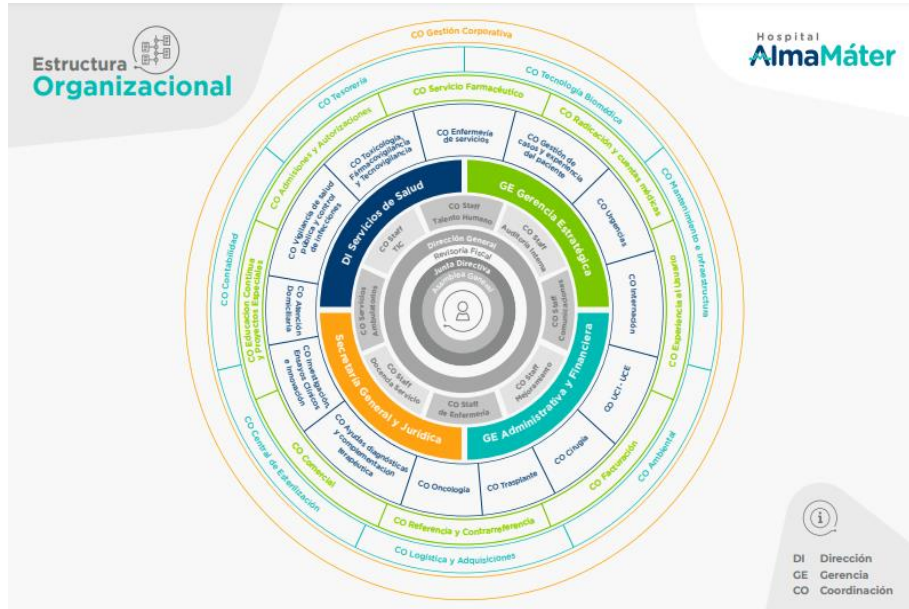 Estructura
Organizacional
Hospital
AlmaMáter
CO Gestión Corporativa
CO Tesorería
CO Tecnología Biomédica
CO Mantenimiento e Infraestructura
CO Ambiental
CO Logística y Adquisiciones
CO Central de Esterilización
CO Contabilidad
CO Servicio Farmacéutico
CO Radicación y cuentas médicas
CO Experiencia al Usuario
CO Facturación
CO Referencia y Contrarreferencia
CO Comercial
CO Educación Continua
y Proyectos Especiales
CO Admisiones y Autorizaciones
CO Enfermería
de servicios
CO Gestión de
casos y experiencia
del paciente
CO Urgencias
CO Internación
CO UCI - UCE
CO Cirugía
CO Trasplante
CO Oncología
CO Ayudas diagnósticas
y complementación
terapéutica
CO Investigación,
Ensayos Clínicos
e Innovación
CO Atención
Domiciliaria
CO Vigilancia de salud
pública y control
de infecciones
CO Toxicología,
Fármacovigilancia
y Tecnovigilancia
DI Servicios de Salud
GE Gerencia Estratégica
GE Administrativa y Financiera
Secretaría General y Jurídica
CO Staff
Talento Humano
CO Staff
Auditoría Interna
CO Staff
Comunicaciones
CO Staff
Mejoramiento
CO Staff
de Enfermería
CO Staff
Docencia Servicio
CO Servicios
Ambulatorios
CO Staff
TIC
Dirección General
Revisoría Fiscal
Junta Directiva
Asamblea General
DI Dirección
GE Gerencia
CO Coordinación